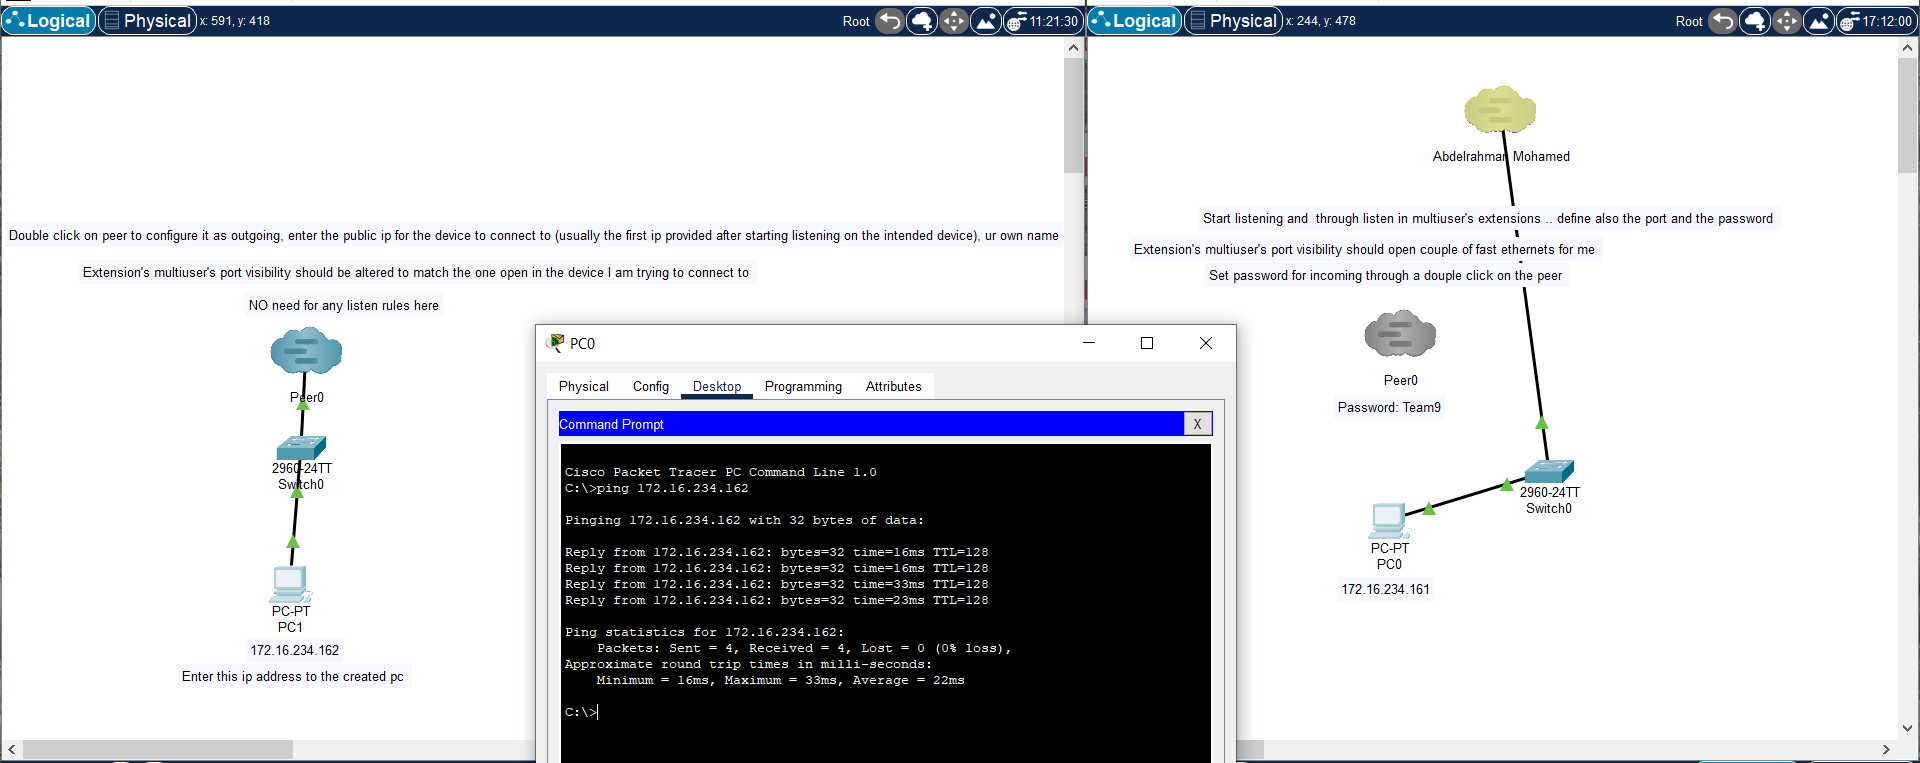 Logical Physical x: 591, y: 418 Root 11:21:30
Double click on peer to configure it as outgoing, enter the public ip for the device to connect to (usually the first ip provided after starting listening on the intended device), ur own name
Extension's multiuser's port visibility should be altered to match the one open in the device I am trying to connect to
NO need for any listen rules here
Peer0
2960-24TT
Switch0
PC-PT
PC1
172.16.234.162
Enter this ip address to the created pc
Logical Physical x: 244, y: 478 Root 17:12:00
Abdelrahman Mohamed
Start listening and through listen in multiuser's extensions .. define also the port and the password
Extension's multiuser's port visibility should open couple of fast ethernets for me
Set password for incoming through a douple click on the peer
Peer0
Password: Team9
2960-24TT
Switch0
PC-PT
PC0
172.16.234.161
PC0
Physical Config Desktop Programming Attributes
Command Prompt X
Cisco Packet Tracer PC Command Line 1.0
C:\>ping 172.16.234.162
Pinging 172.16.234.162 with 32 bytes of data:
Reply from 172.16.234.162: bytes=32 time=16ms TTL=128
Reply from 172.16.234.162: bytes=32 time=16ms TTL=128
Reply from 172.16.234.162: bytes=32 time=33ms TTL=128
Reply from 172.16.234.162: bytes=32 time=23ms TTL=128
Ping statistics for 172.16.234.162:
Packets: Sent = 4, Received = 4, Lost = 0 (0% loss),
Approximate round trip times in milli-seconds:
Minimum = 16ms, Maximum = 33ms, Average = 22ms
C:\>